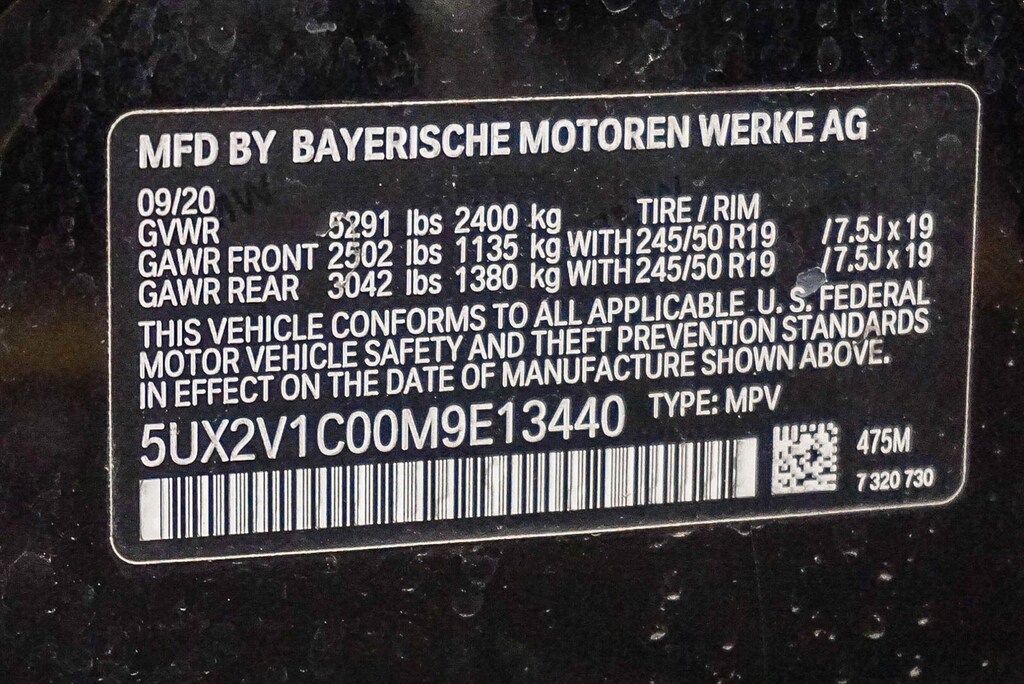 MFD BY BAYERISCHE MOTOREN WERKE AG
09/20
TIRE / RIM
GVWR 5291 lbs 2400 kg
GAWR FRONT 2502 lbs 1135 kg WITH 245/50 R19 / 7.5J x 19
GAWR REAR 3042 lbs 1380 kg WITH 245/50 R19 / 7.5J x 19
THIS VEHICLE CONFORMS TO ALL APPLICABLE U. S. FEDERAL
MOTOR VEHICLE SAFETY AND THEFT PREVENTION STANDARDS
IN EFFECT ON THE DATE OF MANUFACTURE SHOWN ABOVE.
5UX2V1C00M9E13440 TYPE: MPV
475M
7 320 730